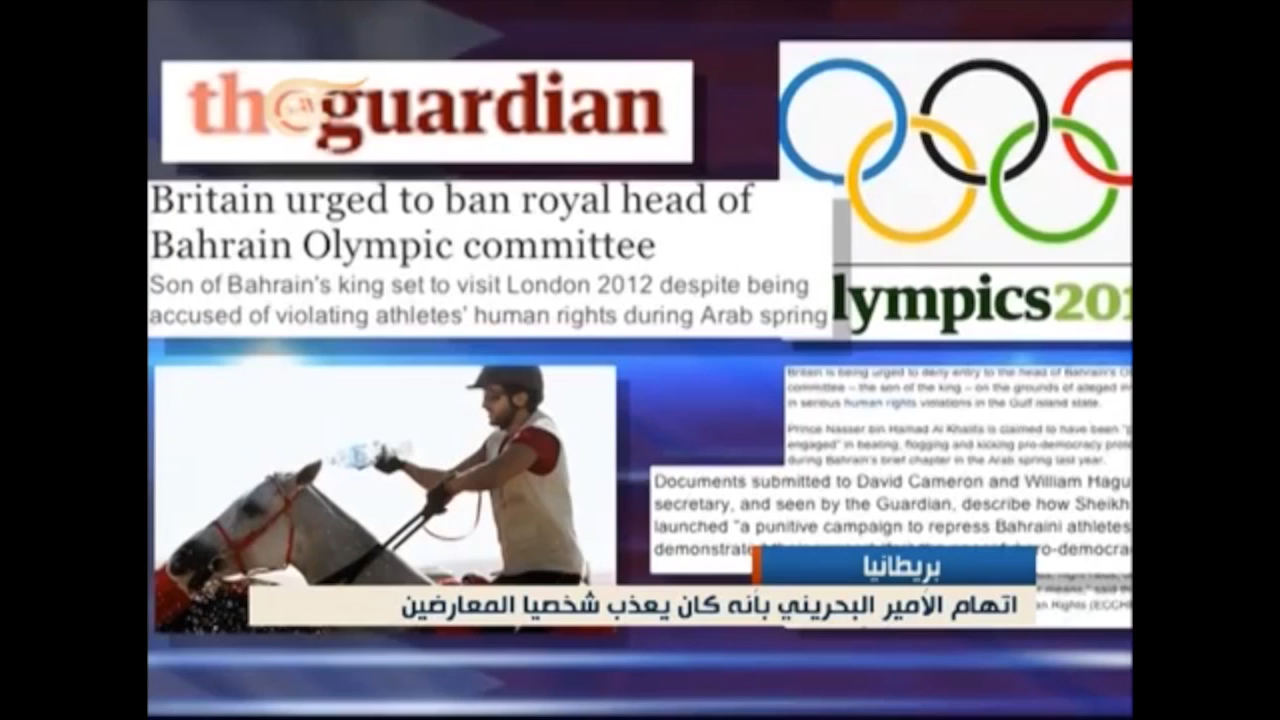 theguardian
Britain urged to ban royal head of
Bahrain Olympic committee
Son of Bahrain's king set to visit London 2012 despite being
accused of violating athletes' human rights during Arab spring
lympics201
Britain is being urged to deny entry to the head of Bahrain's O
committee – the son of the king – on the grounds of alleged in
in serious human rights violations in the Gulf island state.
Prince Nasser bin Hamad Al Khalifa is claimed to have been "p
engaged" in beating, flogging and kicking pro-democracy prote
during Bahrain's brief chapter in the Arab spring last year.
Documents submitted to David Cameron and William Hagu
secretary, and seen by the Guardian, describe how Sheikh
launched "a punitive campaign to repress Bahraini athletes
demonstrated ro-democra
بريطانيا
اتهام الأمير البحريني بأنه كان يعذب شخصيا المعارضين